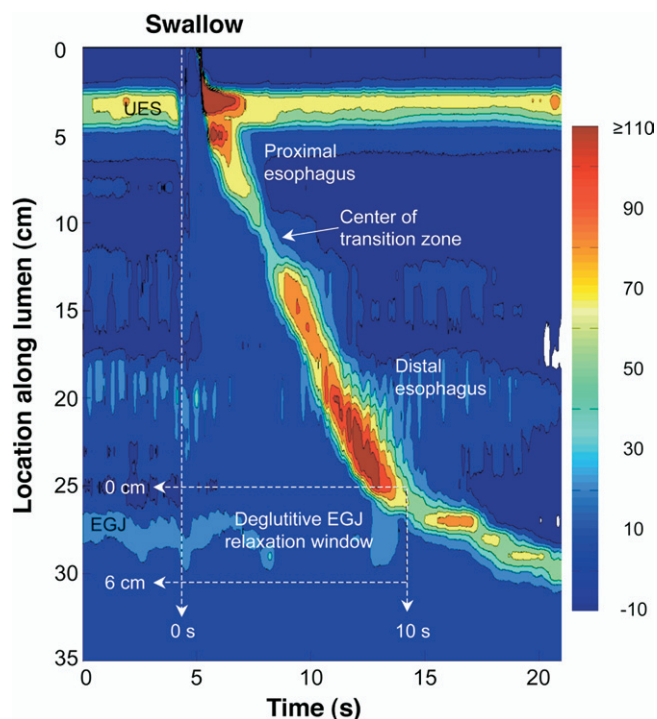 Swallow
0
5
10
15
20
25
30
35
Location along lumen (cm)
UES
Proximal
esophagus
Center of
transition zone
Distal
esophagus
0 cm
EGJ
Deglutitive EGJ
relaxation window
6 cm
0 s
10 s
0
5
10
15
20
Time (s)
≥110
90
70
50
30
10
-10